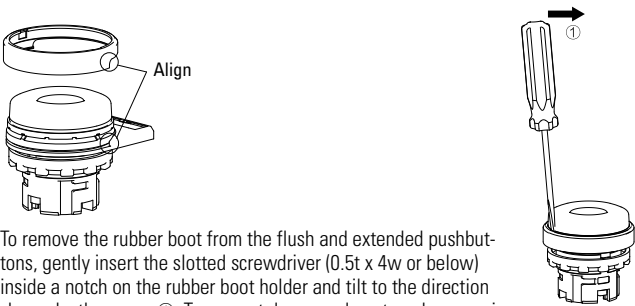 ①
Align
To remove the rubber boot from the flush and extended pushbut-
tons, gently insert the slotted screwdriver (0.5t x 4w or below)
inside a notch on the rubber boot holder and tilt to the direction